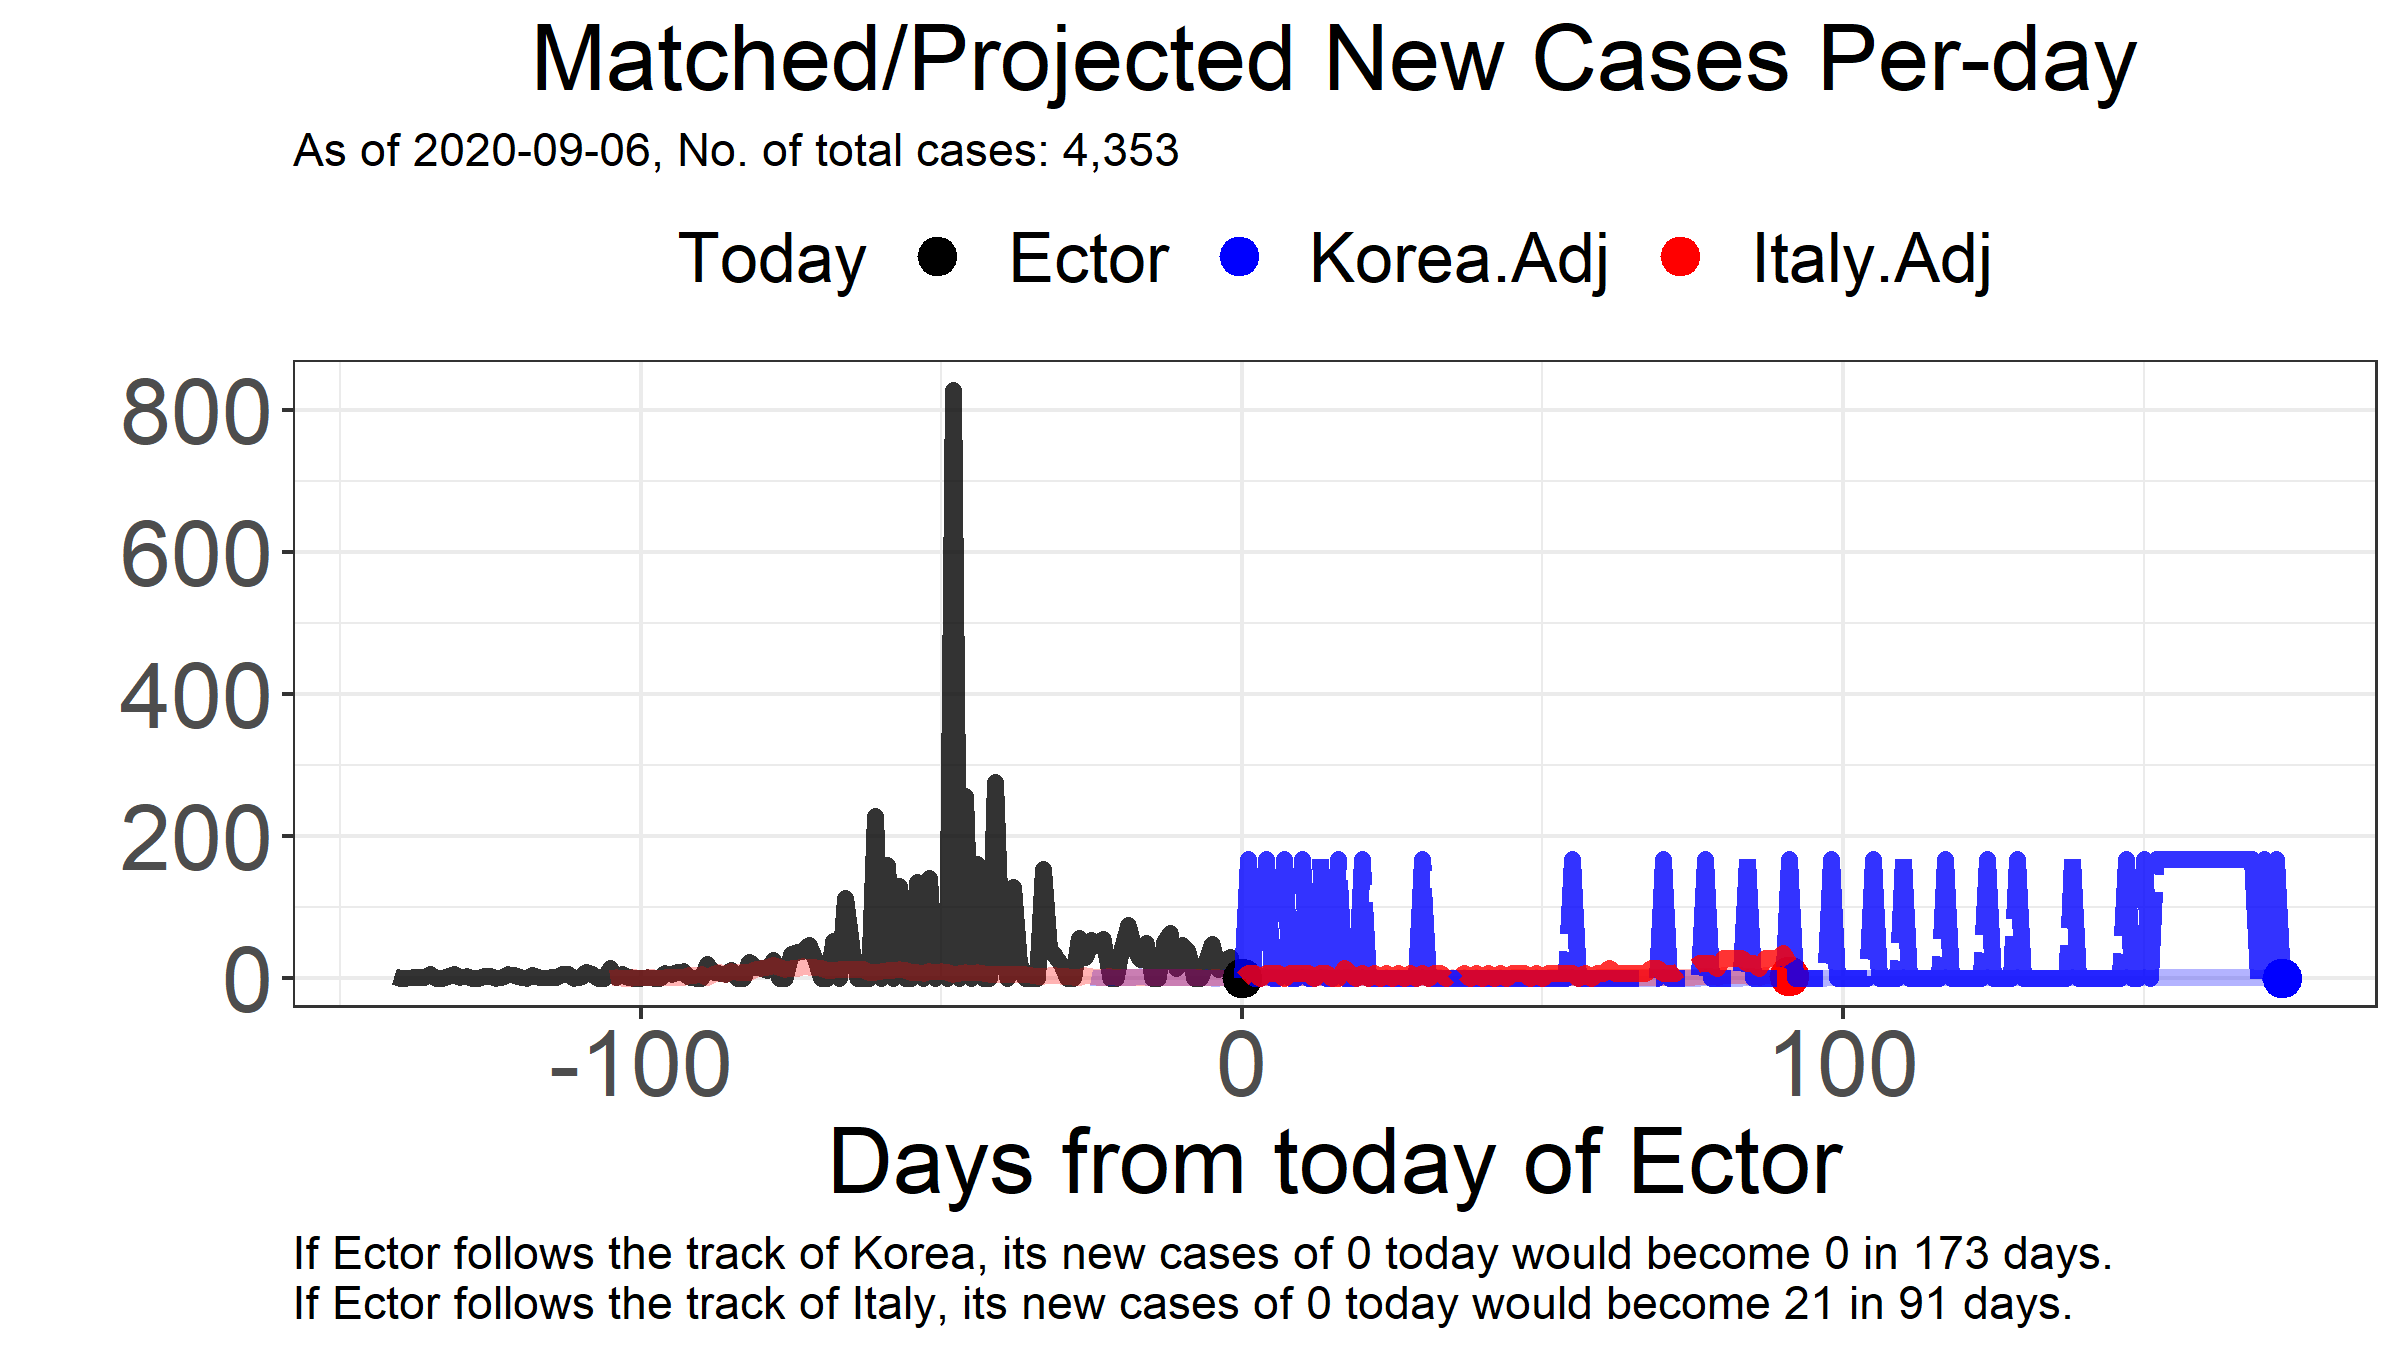 Matched/Projected New Cases Per-day
As of 2020-09-06, No. of total cases: 4,353
Today Ector Korea.Adj Italy.Adj
800
600
400
200
0
-100 0 100
Days from today of Ector
If Ector follows the track of Korea, its new cases of 0 today would become 0 in 173 days.
If Ector follows the track of Italy, its new cases of 0 today would become 21 in 91 days.